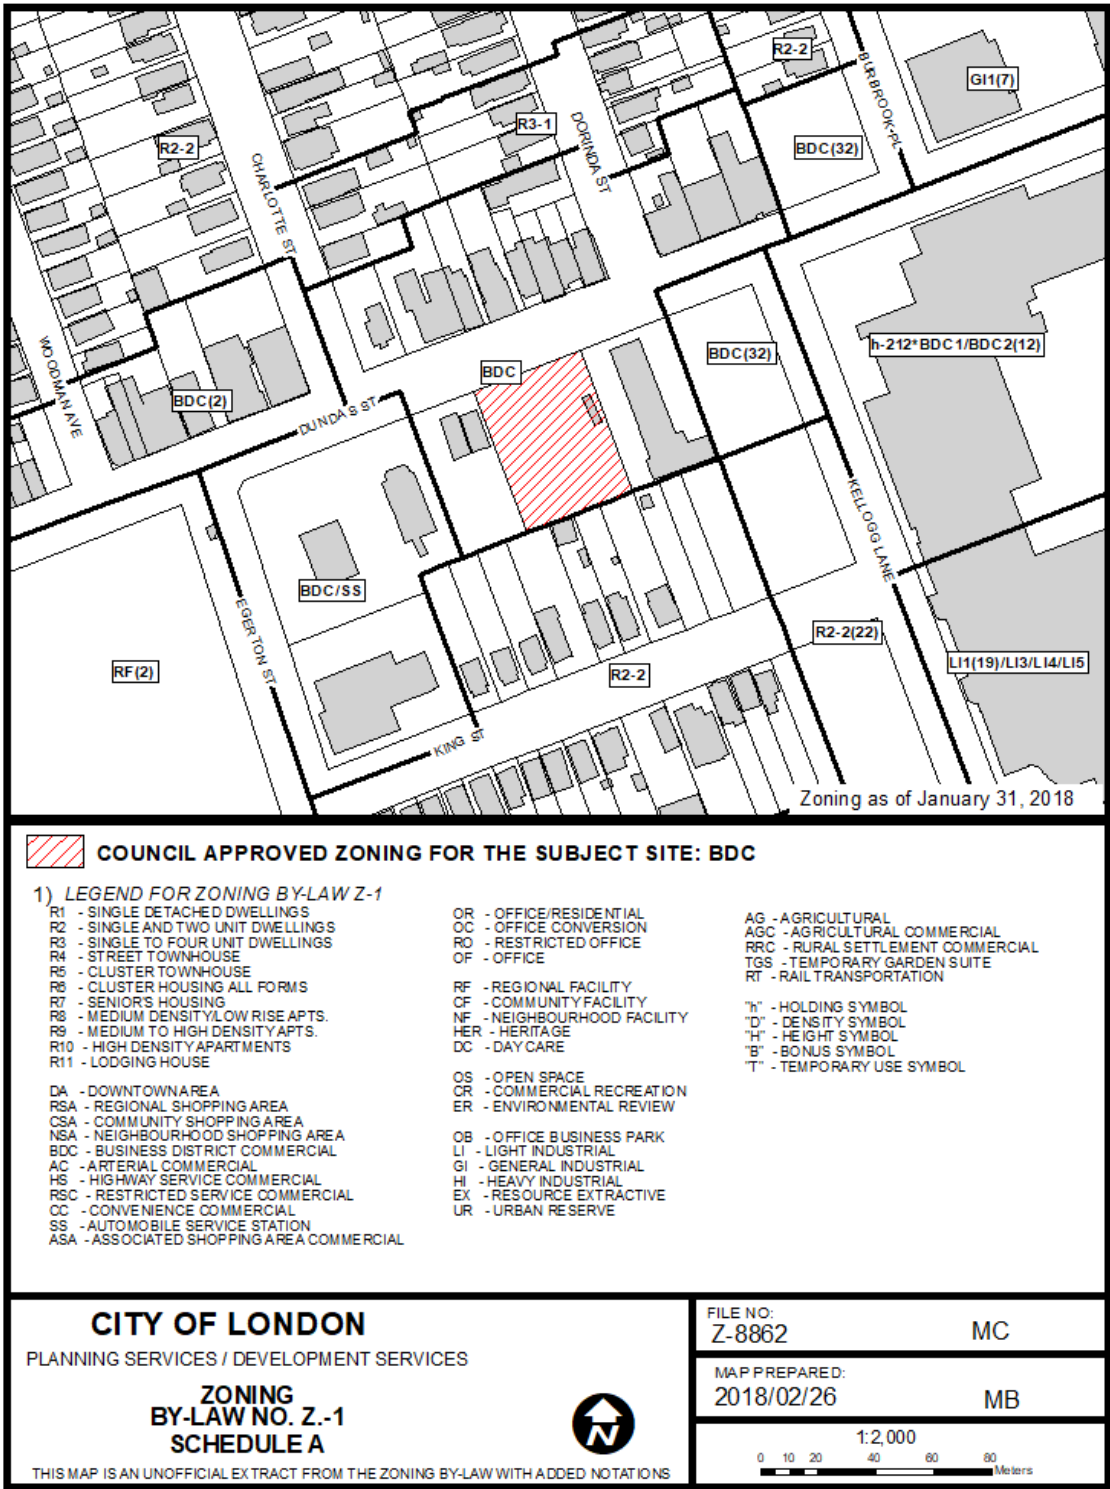 R2-2
GI1(7)
BURBROOK PL
R3-1
DORINDA ST
R2-2
BDC(32)
CHARLOTTE ST
h-212*BDC1/BDC2(12)
WOODMAN AVE
BDC(32)
BDC
BDC(2)
DUNDAS ST
KELLOGG LANE
BDC/SS
EGERTON ST
R2-2(22)
RF(2)
R2-2
LI1(19)/LI3/LI4/LI5
KING ST
Zoning as of January 31, 2018
COUNCIL APPROVED ZONING FOR THE SUBJECT SITE: BDC
1) LEGEND FOR ZONING BY-LAW Z-1
R1 - SINGLE DETACHED DWELLINGS
R2 - SINGLE AND TWO UNIT DWELLINGS
R3 - SINGLE TO FOUR UNIT DWELLINGS
R4 - STREET TOWNHOUSE
R5 - CLUSTER TOWNHOUSE
R6 - CLUSTER HOUSING ALL FORMS
R7 - SENIOR'S HOUSING
R8 - MEDIUM DENSITY/LOW RISE APTS.
R9 - MEDIUM TO HIGH DENSITY APTS.
R10 - HIGH DENSITY APARTMENTS
R11 - LODGING HOUSE
DA - DOWNTOWN AREA
RSA - REGIONAL SHOPPING AREA
CSA - COMMUNITY SHOPPING AREA
NSA - NEIGHBOURHOOD SHOPPING AREA
BDC - BUSINESS DISTRICT COMMERCIAL
AC - ARTERIAL COMMERCIAL
HS - HIGHWAY SERVICE COMMERCIAL
RSC - RESTRICTED SERVICE COMMERCIAL
CC - CONVENIENCE COMMERCIAL
SS - AUTOMOBILE SERVICE STATION
ASA - ASSOCIATED SHOPPING AREA COMMERCIAL
OR - OFFICE/RESIDENTIAL
OC - OFFICE CONVERSION
RO - RESTRICTED OFFICE
OF - OFFICE
RF - REGIONAL FACILITY
CF - COMMUNITY FACILITY
NF - NEIGHBOURHOOD FACILITY
HER - HERITAGE
DC - DAY CARE
OS - OPEN SPACE
CR - COMMERCIAL RECREATION
ER - ENVIRONMENTAL REVIEW
OB - OFFICE BUSINESS PARK
LI - LIGHT INDUSTRIAL
GI - GENERAL INDUSTRIAL
HI - HEAVY INDUSTRIAL
EX - RESOURCE EXTRACTIVE
UR - URBAN RESERVE
AG - AGRICULTURAL
AGC - AGRICULTURAL COMMERCIAL
RRC - RURAL SETTLEMENT COMMERCIAL
TGS - TEMPORARY GARDEN SUITE
RT - RAIL TRANSPORTATION
"h" - HOLDING SYMBOL
"D" - DENSITY SYMBOL
"H" - HEIGHT SYMBOL
"B" - BONUS SYMBOL
"T" - TEMPORARY USE SYMBOL
CITY OF LONDON
PLANNING SERVICES / DEVELOPMENT SERVICES
ZONING
BY-LAW NO. Z.-1
SCHEDULE A
N
THIS MAP IS AN UNOFFICIAL EXTRACT FROM THE ZONING BY-LAW WITH ADDED NOTATIONS
FILE NO:
Z-8862 MC
MAP PREPARED:
2018/02/26 MB
1:2,000
0 10 20 40 60 80
Meters